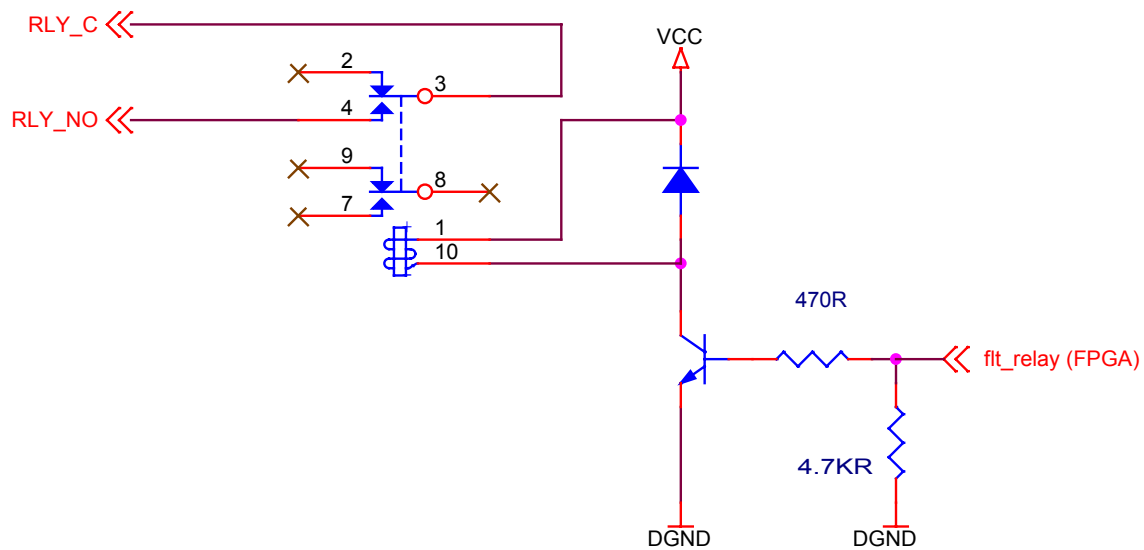 RLY_C
VCC
2
3
RLY_NO
4
9
8
7
1
10
470R
flt_relay (FPGA)
4.7KR
DGND
DGND